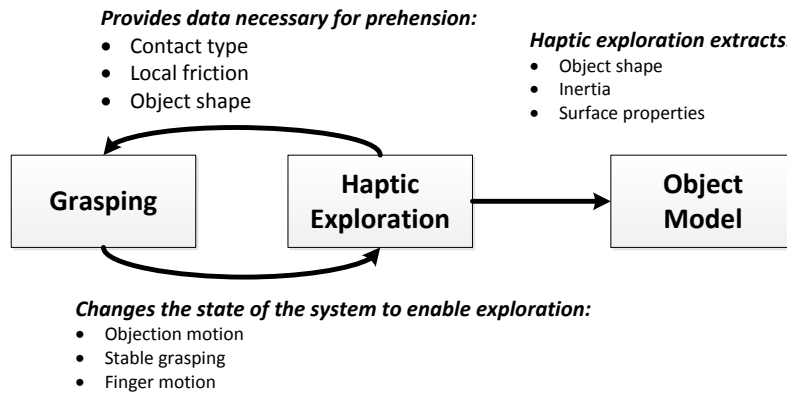 Provides data necessary for prehension:
• Contact type
• Local friction
• Object shape
Haptic exploration extracts:
• Object shape
• Inertia
• Surface properties
Grasping
Haptic
Exploration
Object
Model
Changes the state of the system to enable exploration:
• Objection motion
• Stable grasping
• Finger motion